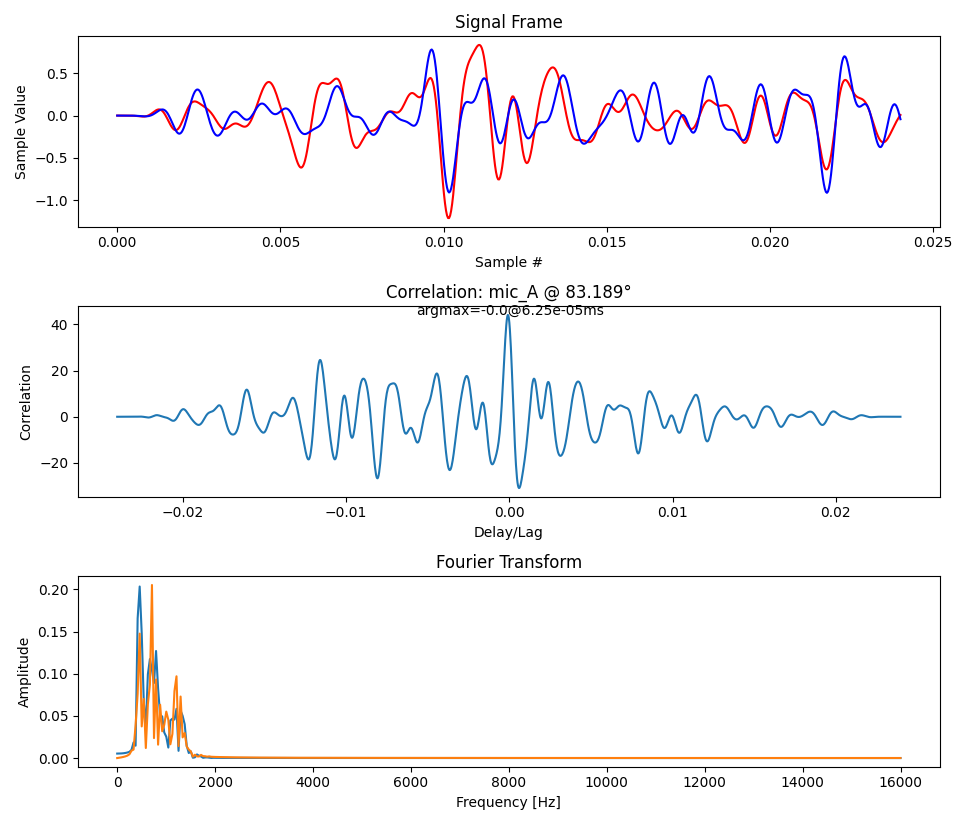 Signal Frame
Sample Value
0.5
0.0
−0.5
−1.0
0.000 0.005 0.010 0.015 0.020 0.025
Sample #
Correlation: mic_A @ 83.189°
argmax=-0.0@6.25e-05ms
Correlation
40
20
0
−20
−0.02 −0.01 0.00 0.01 0.02
Delay/Lag
Fourier Transform
Amplitude
0.20
0.15
0.10
0.05
0.00
0 2000 4000 6000 8000 10000 12000 14000 16000
Frequency [Hz]